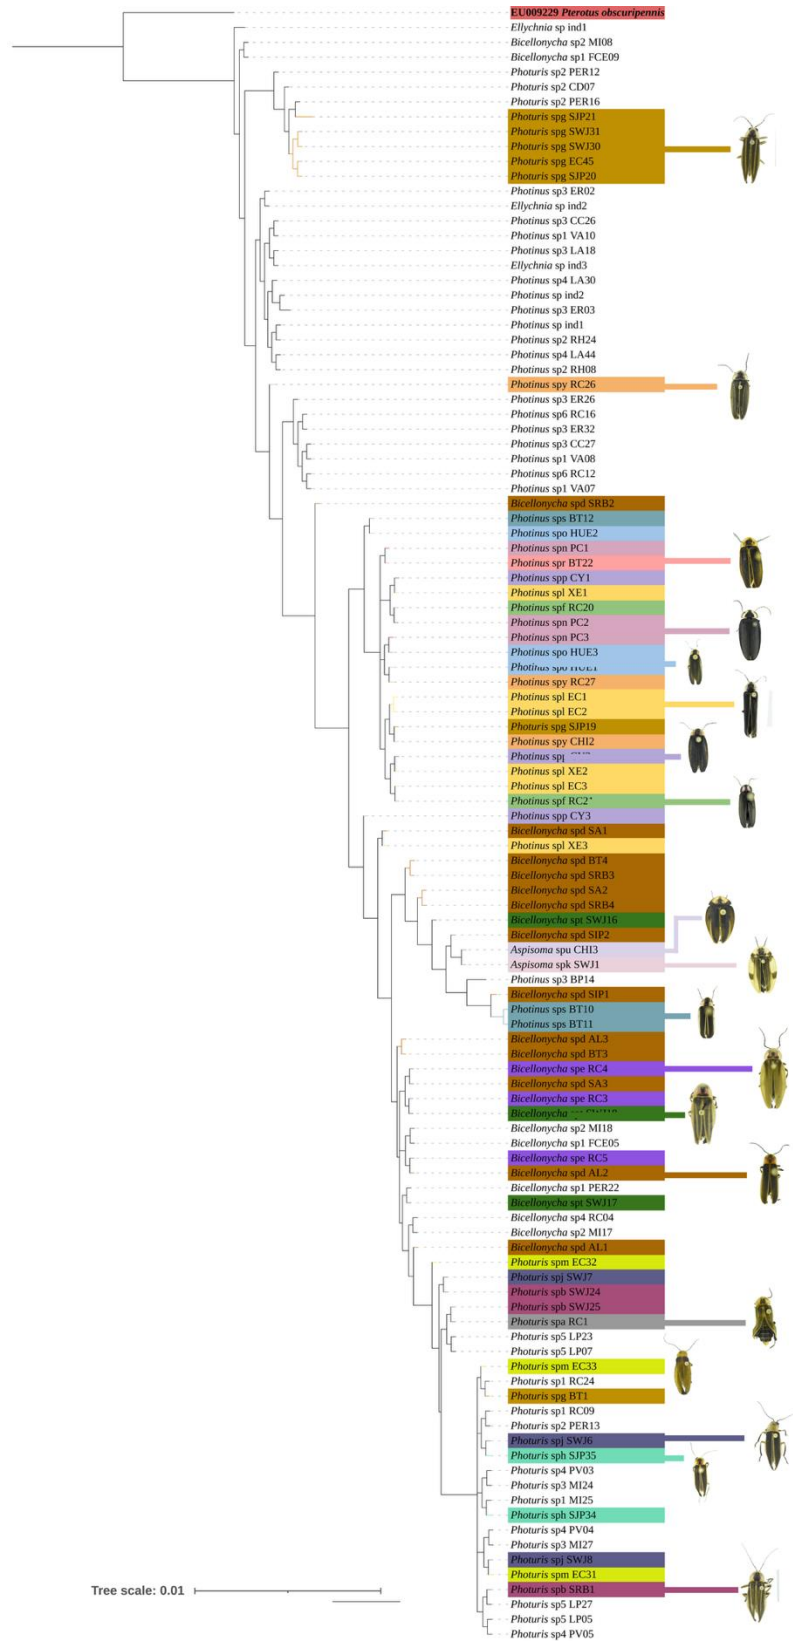 EU009229 Pterotus obscuripennis
Ellychnia sp ind1
Bicellonycha sp2 MI08
Bicellonycha sp1 FCE09
Photuris sp2 PER12
Photuris sp2 CD07
Photuris sp2 PER16
Photuris spg SJP21
Photuris spg SWJ31
Photuris spg SWJ30
Photuris spg EC45
Photuris spg SJP20
Photinus sp3 ER02
Ellychnia sp ind2
Photinus sp3 CC26
Photinus sp1 VA10
Photinus sp3 LA18
Ellychnia sp ind3
Photinus sp4 LA30
Photinus sp ind2
Photinus sp3 ER03
Photinus sp ind1
Photinus sp2 RH24
Photinus sp4 LA44
Photinus sp2 RH08
Photinus spy RC26
Photinus sp3 ER26
Photinus sp6 RC16
Photinus sp3 ER32
Photinus sp3 CC27
Photinus sp1 VA08
Photinus sp6 RC12
Photinus sp1 VA07
Bicellonycha spd SRB2
Photinus sps BT12
Photinus spo HUE2
Photinus spn PC1
Photinus spr BT22
Photinus spp CY1
Photinus spl XE1
Photinus spf RC20
Photinus spn PC2
Photinus spn PC3
Photinus spo HUE3
Photinus spo HUE1
Photinus spy RC27
Photinus spl EC1
Photinus spl EC2
Photuris spg SJP19
Photinus spy CHI2
Photinus spp
Photinus spl XE2
Photinus spl EC3
Photinus spf
Photinus spp CY3
Bicellonycha spd SA1
Photinus spl XE3
Bicellonycha spd BT4
Bicellonycha spd SRB3
Bicellonycha spd SA2
Bicellonycha spd SRB4
Bicellonycha spt SWJ16
Bicellonycha spd SIP2
Aspisoma spu CHI3
Aspisoma spk SWJ1
Photinus sp3 BP14
Bicellonycha spd SIP1
Photinus sps BT10
Photinus sps BT11
Bicellonycha spd AL3
Bicellonycha spd BT3
Bicellonycha spe RC4
Bicellonycha spd SA3
Bicellonycha spe RC3
Bicellonycha
Bicellonycha sp2 MI18
Bicellonycha sp1 FCE05
Bicellonycha spe RC5
Bicellonycha spd AL2
Bicellonycha sp1 PER22
Bicellonycha spt SWJ17
Bicellonycha sp4 RC04
Bicellonycha sp2 MI17
Bicellonycha spd AL1
Photuris spm EC32
Photuris spj SWJ7
Photuris spb SWJ24
Photuris spb SWJ25
Photuris spa RC1
Photuris sp5 LP23
Photuris sp5 LP07
Photuris spm EC33
Photuris sp1 RC24
Photuris spg BT1
Photuris sp1 RC09
Photuris sp2 PER13
Photuris spj SWJ6
Photuris sph SJP35
Photuris sp4 PV03
Photuris sp3 MI24
Photuris sp1 MI25
Photuris sph SJP34
Photuris sp4 PV04
Photuris sp3 MI27
Photuris spj SWJ8
Photuris spm EC31
Photuris spb SRB1
Photuris sp5 LP27
Photuris sp5 LP05
Photuris sp4 PV05
Tree scale: 0.01